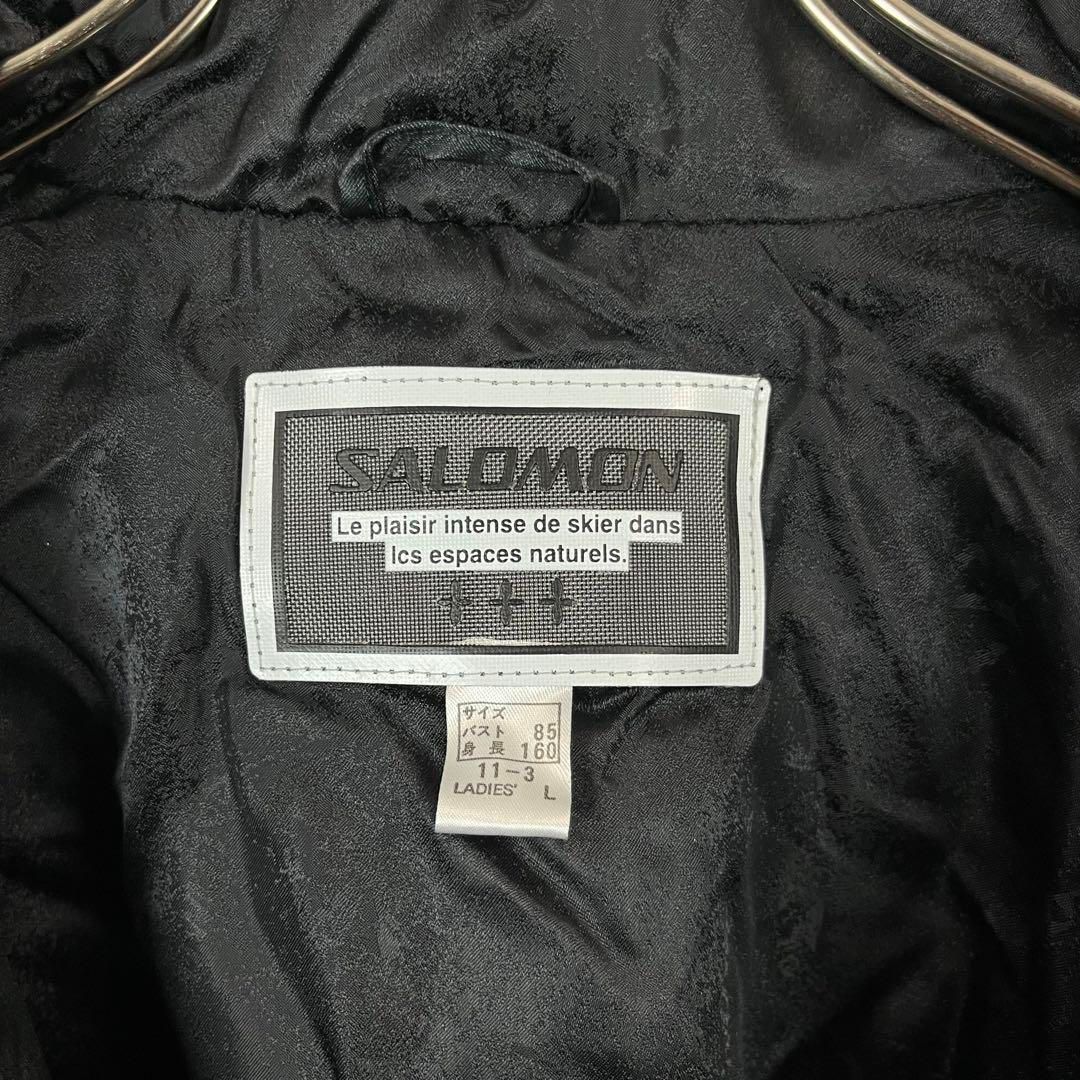 SALOMON
Le plaisir intense de skier dans
lcs espaces naturels.
サイズ
バスト 85
身長 160
11-3
LADIES' L